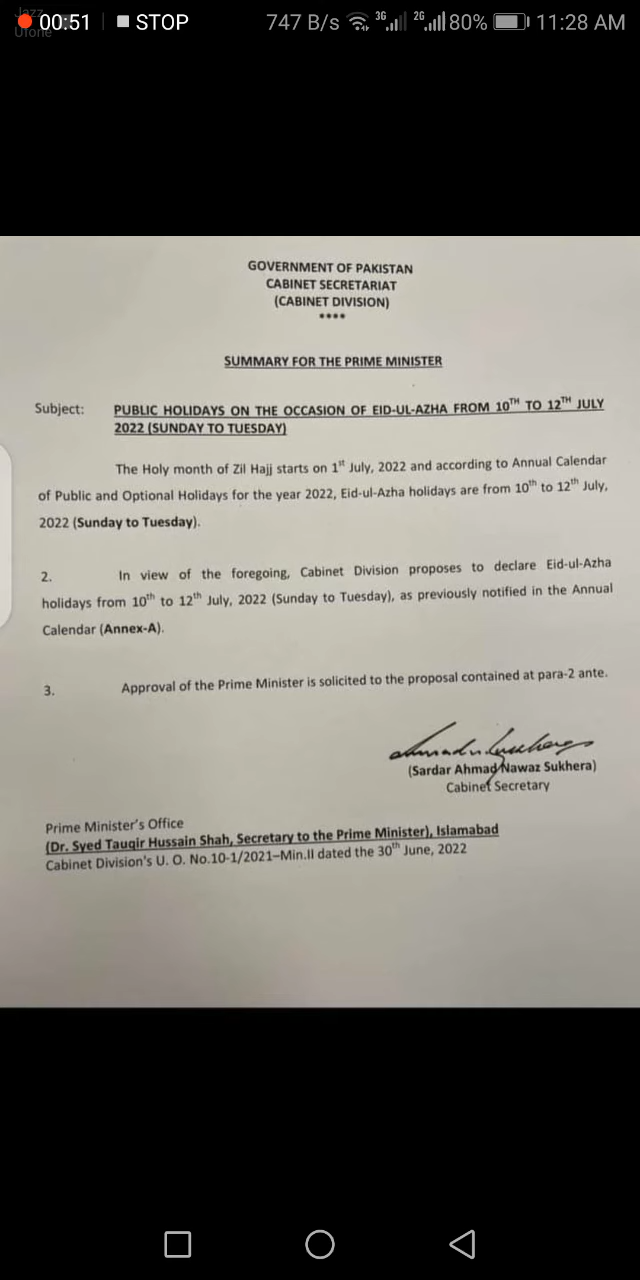 Jazz
Ufone
00:51 STOP 747 B/s 3G 2G 80% 11:28 AM
GOVERNMENT OF PAKISTAN
CABINET SECRETARIAT
(CABINET DIVISION)
****
SUMMARY FOR THE PRIME MINISTER
Subject: PUBLIC HOLIDAYS ON THE OCCASION OF EID-UL-AZHA FROM 10TH TO 12TH JULY
2022 (SUNDAY TO TUESDAY)
The Holy month of Zil Hajj starts on 1st July, 2022 and according to Annual Calendar
of Public and Optional Holidays for the year 2022, Eid-ul-Azha holidays are from 10th to 12th July,
2022 (Sunday to Tuesday).
2. In view of the foregoing, Cabinet Division proposes to declare Eid-ul-Azha
holidays from 10th to 12th July, 2022 (Sunday to Tuesday), as previously notified in the Annual
Calendar (Annex-A).
3. Approval of the Prime Minister is solicited to the proposal contained at para-2 ante.
(Sardar Ahmad Nawaz Sukhera)
Cabinet Secretary
Prime Minister's Office
(Dr. Syed Tauqir Hussain Shah, Secretary to the Prime Minister), Islamabad
Cabinet Division's U. O. No.10-1/2021–Min.II dated the 30th June, 2022